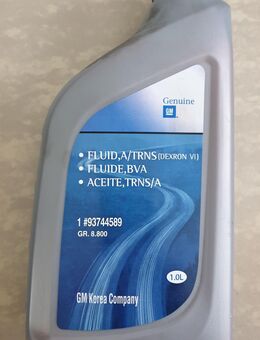 Genuine
GM
• FLUID,A/TRNS (DEXRON VI)
• FLUIDE,BVA
• ACEITE,TRNS/A
1 #93744589
GR. 8.800
1.0L
GM Korea Company